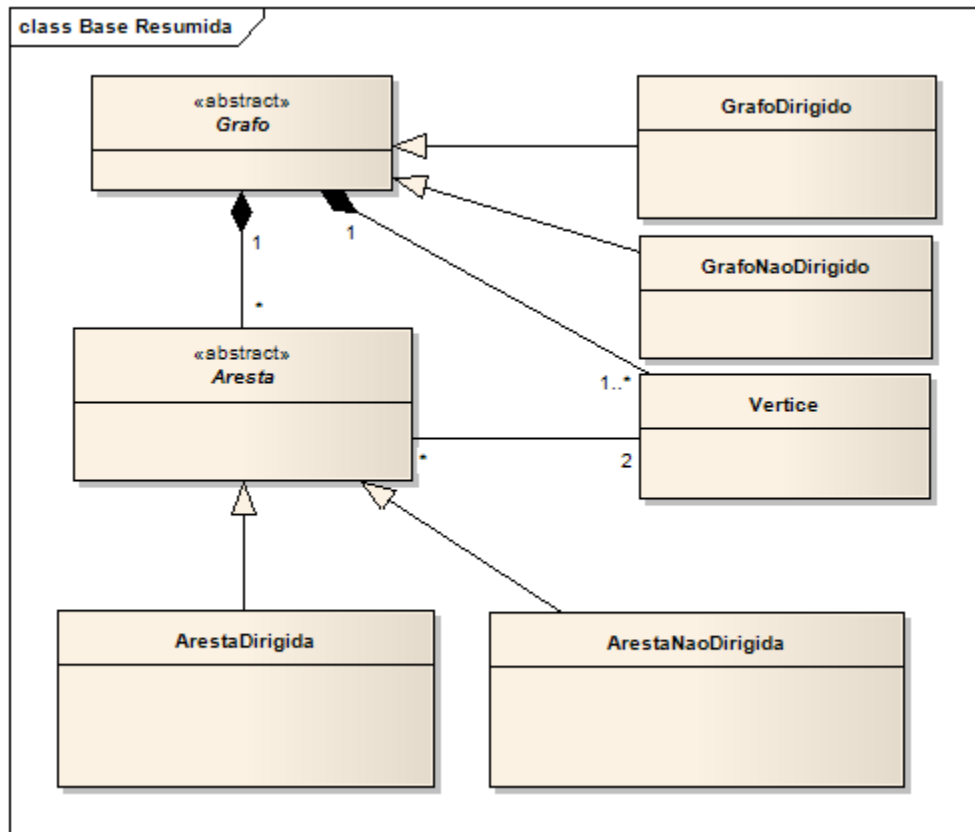 class Base Resumida
«abstract»
Grafo
GrafoDirigido
GrafoNaoDirigido
1
1
*
«abstract»
Aresta
1..*
Vertice
*
2
ArestaDirigida
ArestaNaoDirigida